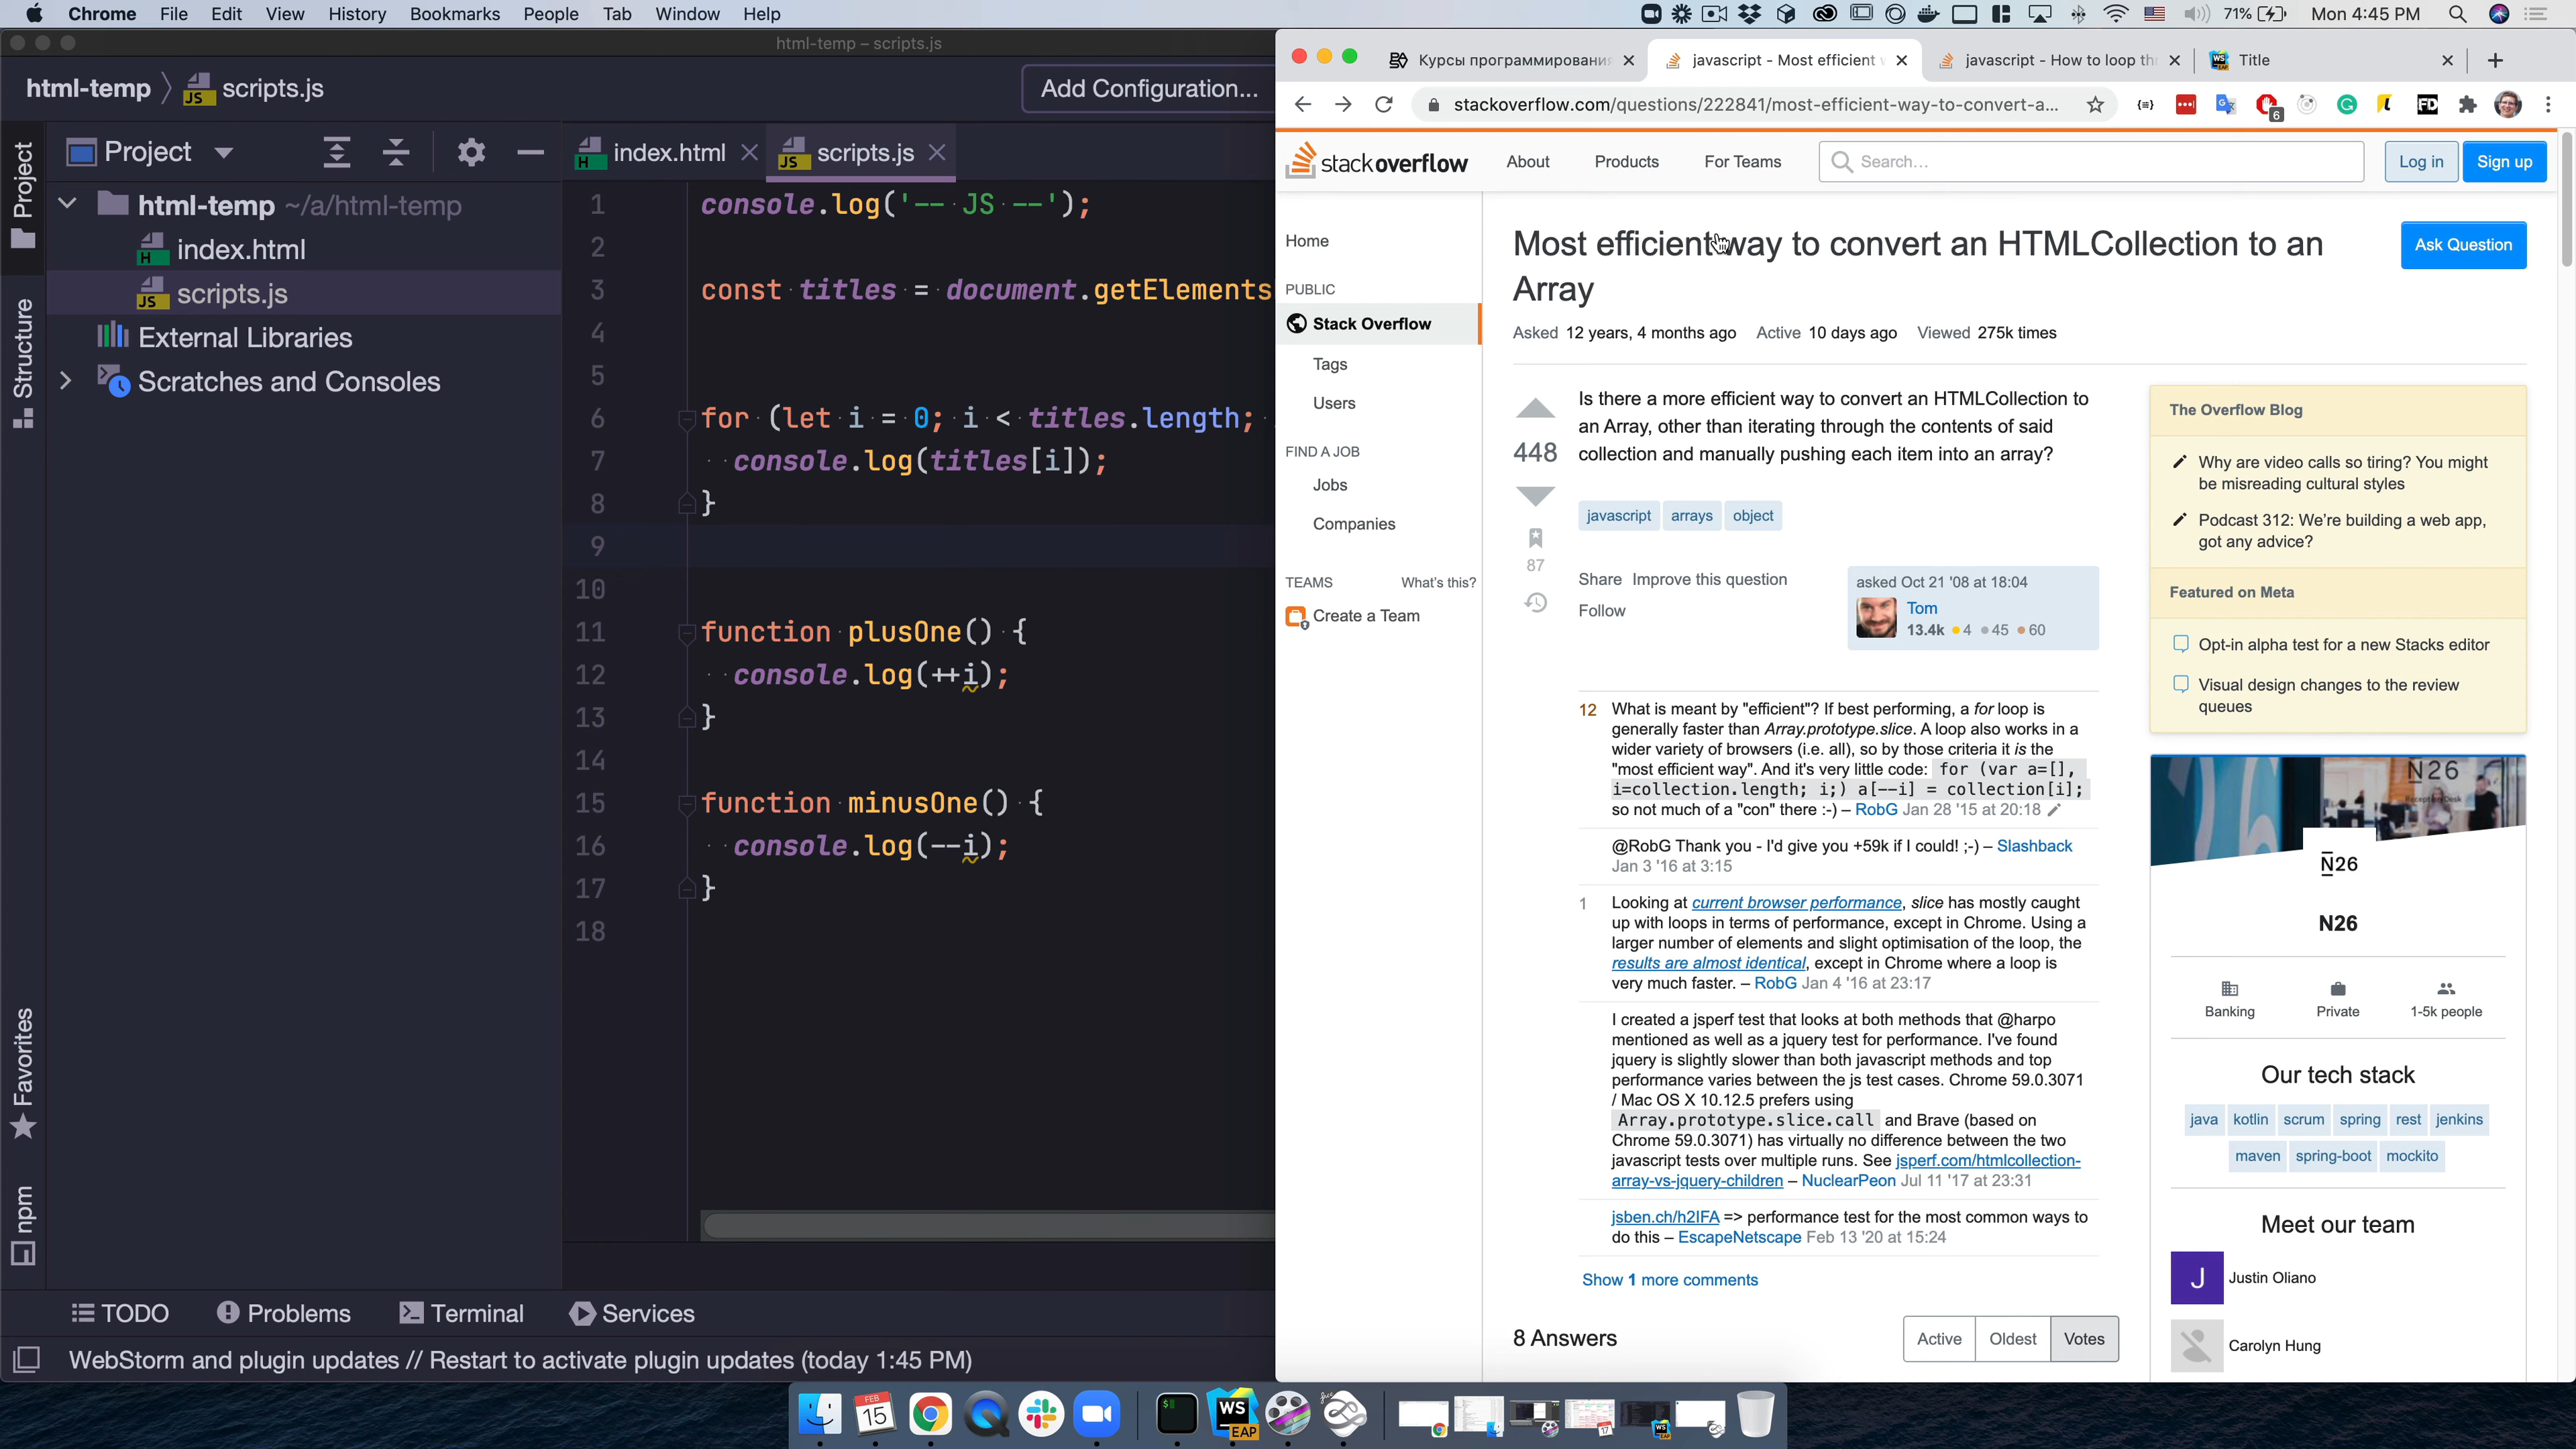 Chrome File Edit View History Bookmarks People Tab Window Help
71% Mon 4:45 PM
html-temp – scripts.js
html-temp scripts.js
Add Configuration...
Project
index.html
scripts.js
html-temp ~/a/html-temp
index.html
scripts.js
External Libraries
Scratches and Consoles
Project
Structure
Favorites
npm
1 console.log('-- JS --');
2
3 const titles = document.getElements
4
5
6 for (let i = 0; i < titles.length;
7 console.log(titles[i]);
8 }
9
10
11 function plusOne() {
12 console.log(++i);
13 }
14
15 function minusOne() {
16 console.log(--i);
17 }
18
TODO Problems Terminal Services
WebStorm and plugin updates // Restart to activate plugin updates (today 1:45 PM)
Курсы программирования
javascript - Most efficient w
javascript - How to loop thr
Title
stackoverflow.com/questions/222841/most-efficient-way-to-convert-a...
6
FD
stackoverflow
About Products For Teams
Search...
Log in Sign up
Home
PUBLIC
Stack Overflow
Tags
Users
FIND A JOB
Jobs
Companies
TEAMS What's this?
Create a Team
Most efficient way to convert an HTMLCollection to an
Array
Ask Question
Asked 12 years, 4 months ago Active 10 days ago Viewed 275k times
448
87
Is there a more efficient way to convert an HTMLCollection to
an Array, other than iterating through the contents of said
collection and manually pushing each item into an array?
javascript arrays object
Share Improve this question
Follow
asked Oct 21 '08 at 18:04
Tom
13.4k 4 45 60
12 What is meant by "efficient"? If best performing, a for loop is
generally faster than Array.prototype.slice. A loop also works in a
wider variety of browsers (i.e. all), so by those criteria it is the
"most efficient way". And it's very little code: for (var a=[],
i=collection.length; i;) a[--i] = collection[i];
so not much of a "con" there :-) – RobG Jan 28 '15 at 20:18
@RobG Thank you - I'd give you +59k if I could! ;-) – Slashback
Jan 3 '16 at 3:15
1 Looking at current browser performance, slice has mostly caught
up with loops in terms of performance, except in Chrome. Using a
larger number of elements and slight optimisation of the loop, the
results are almost identical, except in Chrome where a loop is
very much faster. – RobG Jan 4 '16 at 23:17
I created a jsperf test that looks at both methods that @harpo
mentioned as well as a jquery test for performance. I've found
jquery is slightly slower than both javascript methods and top
performance varies between the js test cases. Chrome 59.0.3071
/ Mac OS X 10.12.5 prefers using
Array.prototype.slice.call and Brave (based on
Chrome 59.0.3071) has virtually no difference between the two
javascript tests over multiple runs. See jsperf.com/htmlcollection-
array-vs-jquery-children – NuclearPeon Jul 11 '17 at 23:31
jsben.ch/h2IFA => performance test for the most common ways to
do this – EscapeNetscape Feb 13 '20 at 15:24
Show 1 more comments
8 Answers
Active Oldest Votes
The Overflow Blog
Why are video calls so tiring? You might
be misreading cultural styles
Podcast 312: We're building a web app,
got any advice?
Featured on Meta
Opt-in alpha test for a new Stacks editor
Visual design changes to the review
queues
N26
N26
N26
Banking Private 1-5k people
Our tech stack
java kotlin scrum spring rest jenkins
maven spring-boot mockito
Meet our team
J Justin Oliano
Carolyn Hung
FEB
15
WS
EAP